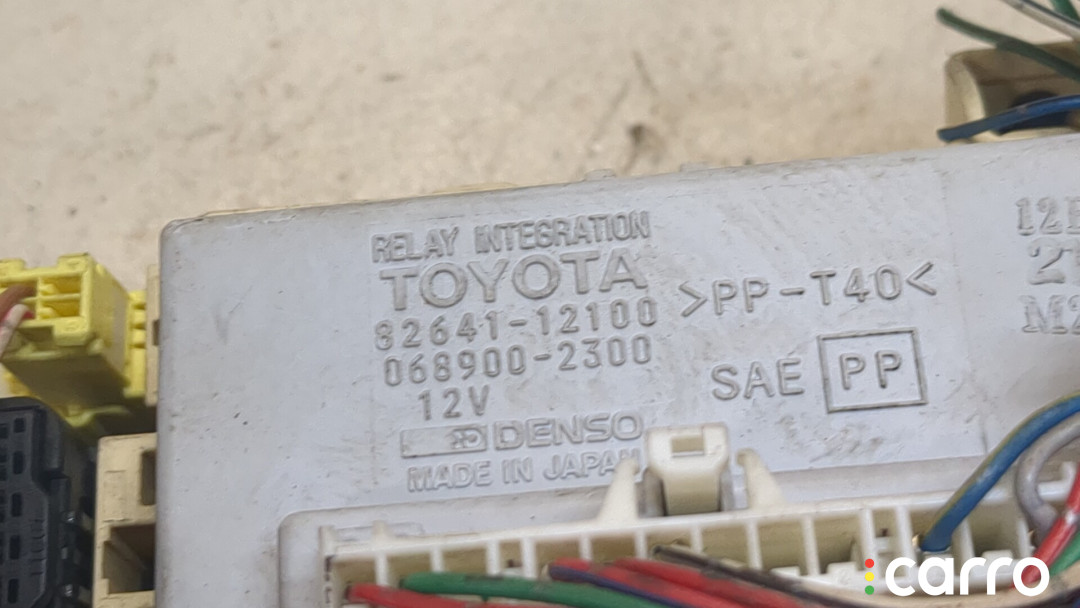 RELAY INTEGRATION
TOYOTA
82641-12100
068900-2300
12V
DENSO
MADE IN JAPAN
>PP-T40<
SAE PP
carro